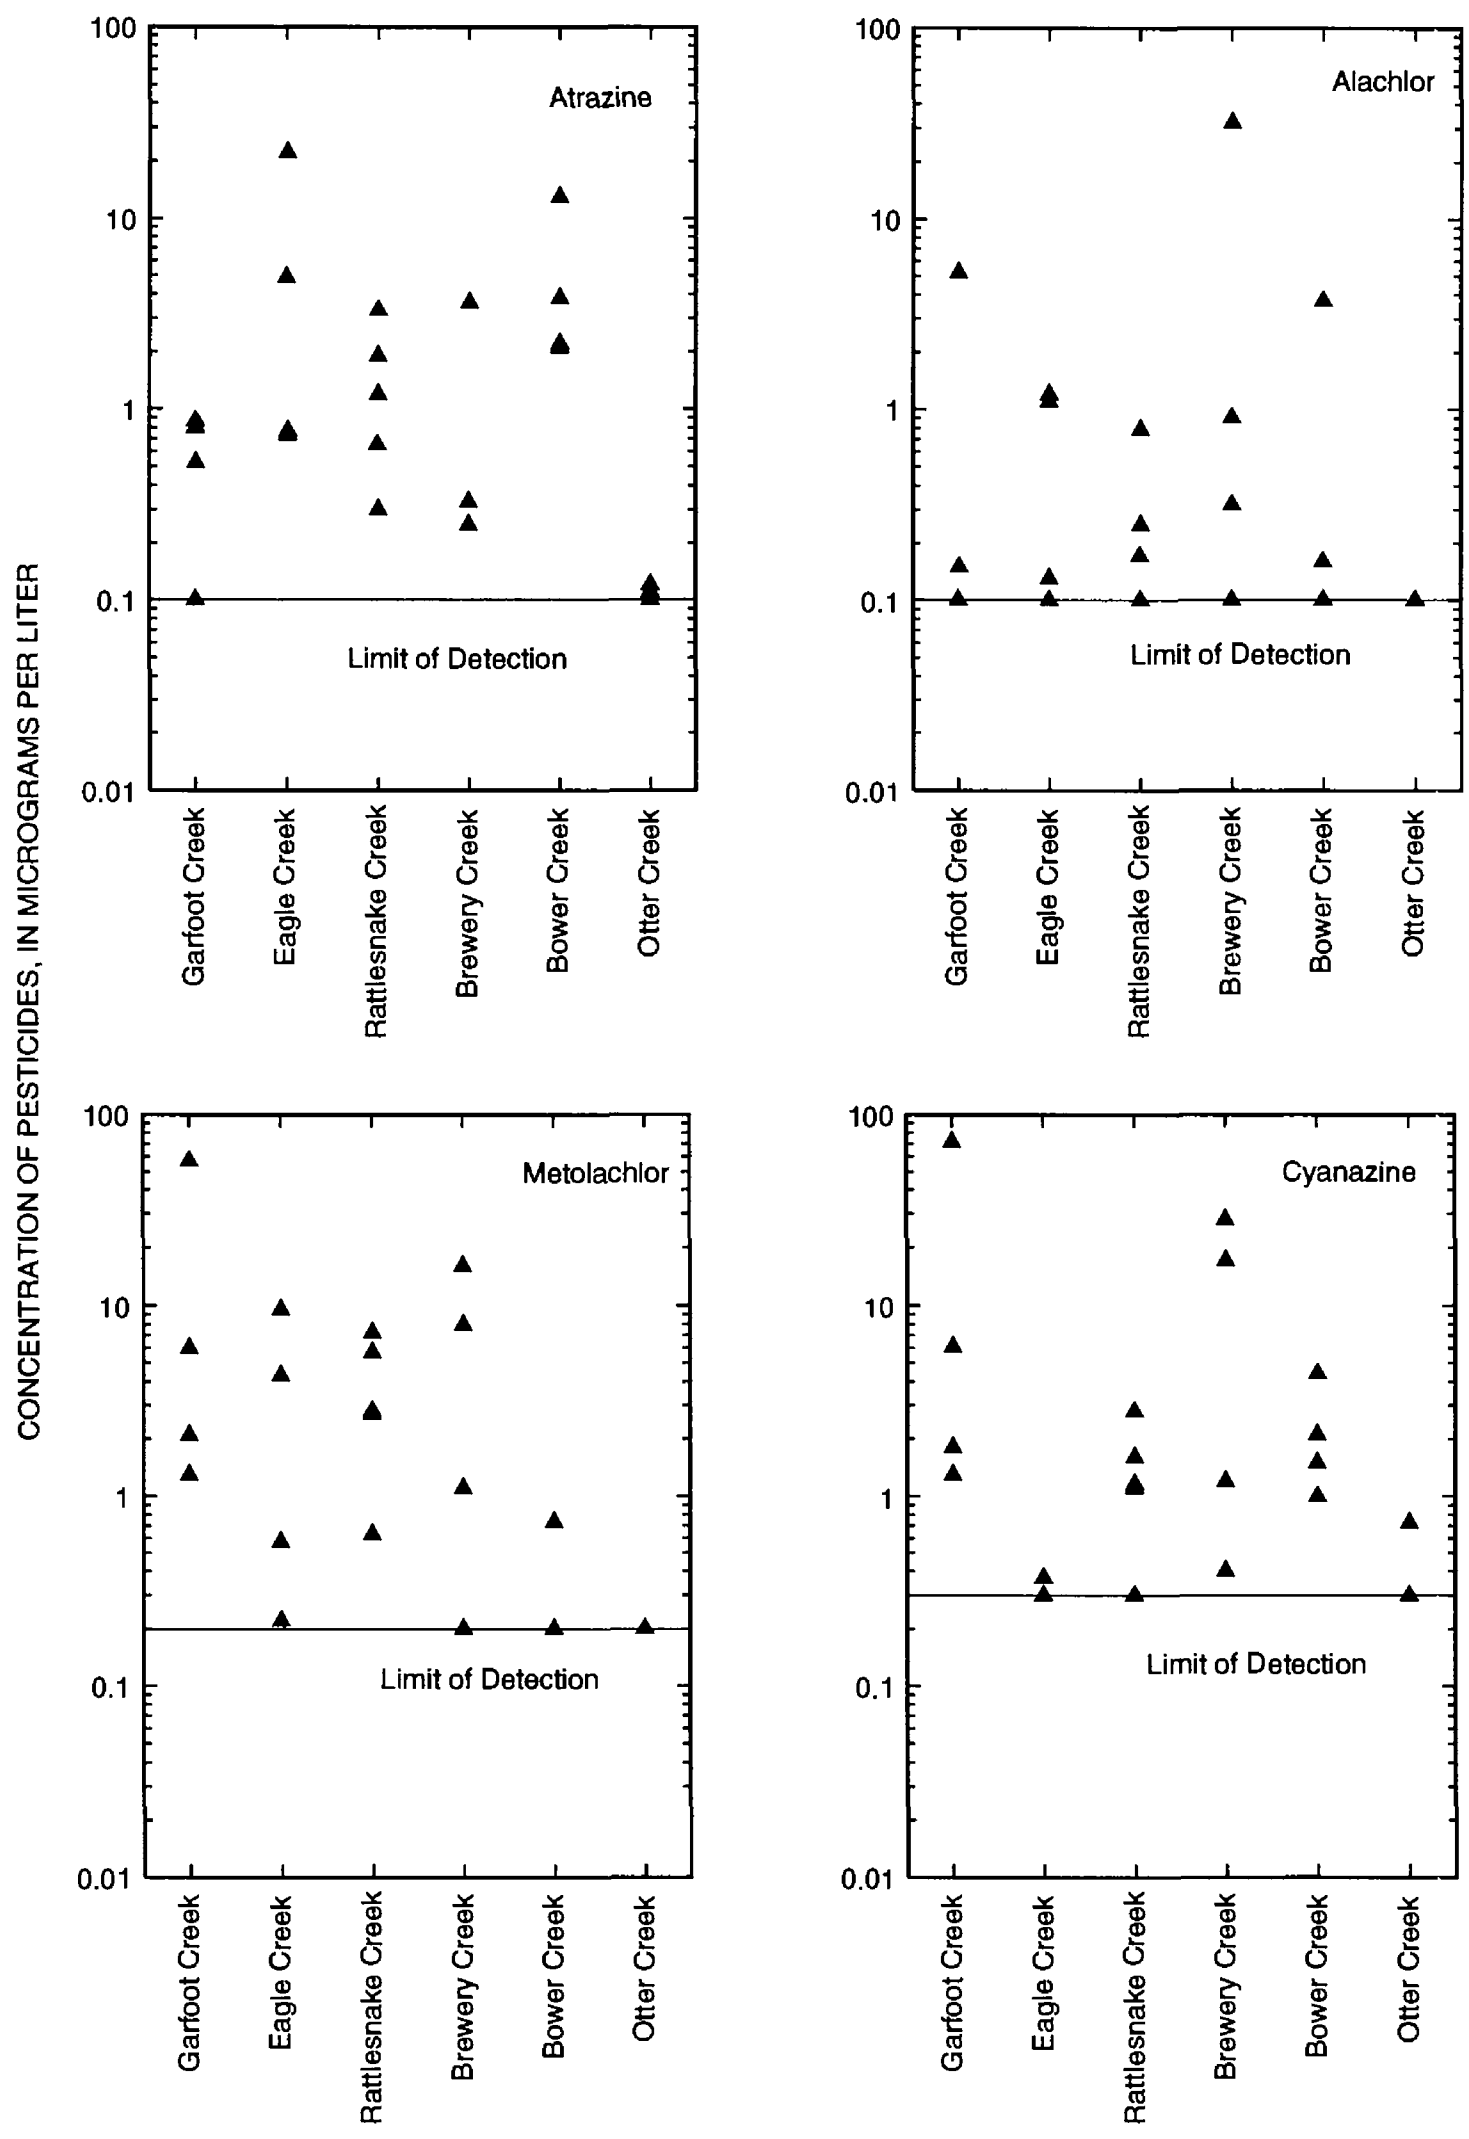 CONCENTRATION OF PESTICIDES, IN MICROGRAMS PER LITER
Atrazine
100
10
1
0.1
0.01
Limit of Detection
Garfoot Creek
Eagle Creek
Rattlesnake Creek
Brewery Creek
Bower Creek
Otter Creek
Alachlor
100
10
1
0.1
0.01
Limit of Detection
Garfoot Creek
Eagle Creek
Rattlesnake Creek
Brewery Creek
Bower Creek
Otter Creek
Metolachlor
100
10
1
0.1
0.01
Limit of Detection
Garfoot Creek
Eagle Creek
Rattlesnake Creek
Brewery Creek
Bower Creek
Otter Creek
Cyanazine
100
10
1
0.1
0.01
Limit of Detection
Garfoot Creek
Eagle Creek
Rattlesnake Creek
Brewery Creek
Bower Creek
Otter Creek